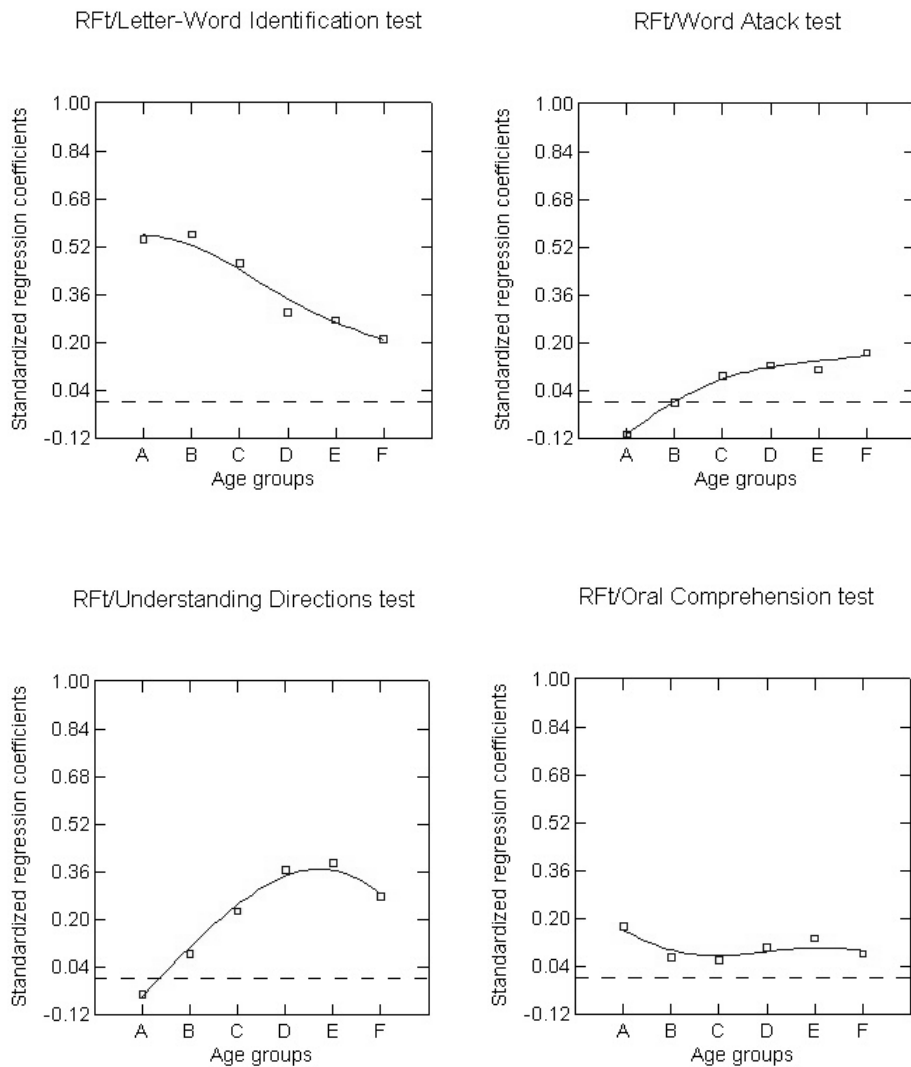 RFt/Letter-Word Identification test
Standardized regression coefficients
1.00
0.84
0.68
0.52
0.36
0.20
0.04
-0.12
A B C D E F
Age groups
RFt/Word Atack test
Standardized regression coefficients
1.00
0.84
0.68
0.52
0.36
0.20
0.04
-0.12
A B C D E F
Age groups
RFt/Understanding Directions test
Standardized regression coefficients
1.00
0.84
0.68
0.52
0.36
0.20
0.04
-0.12
A B C D E F
Age groups
RFt/Oral Comprehension test
Standardized regression coefficients
1.00
0.84
0.68
0.52
0.36
0.20
0.04
-0.12
A B C D E F
Age groups